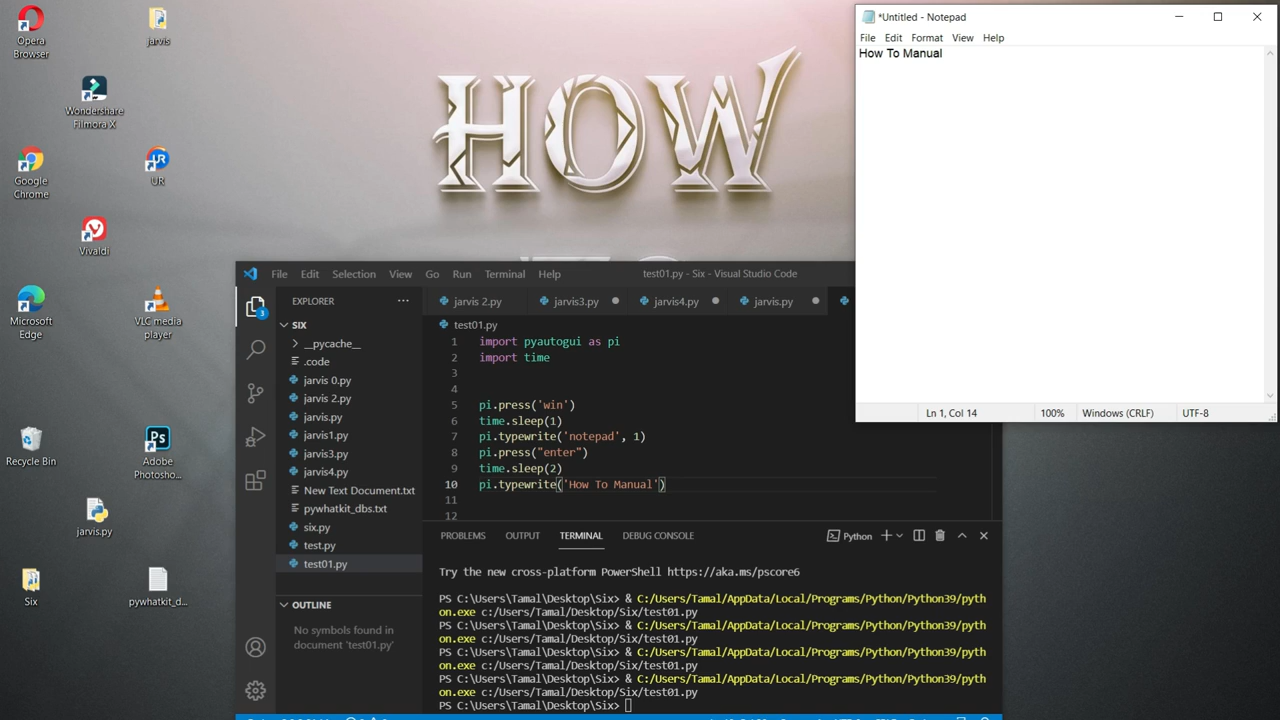 Opera
Browser
jarvis
Wondershare
Filmora X
Google
Chrome
UR
Vivaldi
Microsoft
Edge
VLC media
player
Recycle Bin
Adobe
Photosho...
jarvis.py
Six
pywhatkit_d...
HOW
*Untitled - Notepad
File Edit Format View Help
How To Manual
Ln 1, Col 14 100% Windows (CRLF) UTF-8
File Edit Selection View Go Run Terminal Help test01.py - Six - Visual Studio Code
EXPLORER ...
SIX
__pycache__
.code
jarvis 0.py
jarvis 2.py
jarvis.py
jarvis1.py
jarvis3.py
jarvis4.py
New Text Document.txt
pywhatkit_dbs.txt
six.py
test.py
test01.py
OUTLINE
No symbols found in
document 'test01.py'
3
jarvis 2.py jarvis3.py jarvis4.py jarvis.py
test01.py
1 import pyautogui as pi
2 import time
3
4
5 pi.press('win')
6 time.sleep(1)
7 pi.typewrite('notepad', 1)
8 pi.press("enter")
9 time.sleep(2)
10 pi.typewrite('How To Manual')
11
12
PROBLEMS OUTPUT TERMINAL DEBUG CONSOLE Python
Try the new cross-platform PowerShell https://aka.ms/pscore6
PS C:\Users\Tamal\Desktop\Six> & C:/Users/Tamal/AppData/Local/Programs/Python/Python39/pyth
on.exe c:/Users/Tamal/Desktop/Six/test01.py
PS C:\Users\Tamal\Desktop\Six> & C:/Users/Tamal/AppData/Local/Programs/Python/Python39/pyth
on.exe c:/Users/Tamal/Desktop/Six/test01.py
PS C:\Users\Tamal\Desktop\Six> & C:/Users/Tamal/AppData/Local/Programs/Python/Python39/pyth
on.exe c:/Users/Tamal/Desktop/Six/test01.py
PS C:\Users\Tamal\Desktop\Six> & C:/Users/Tamal/AppData/Local/Programs/Python/Python39/pyth
on.exe c:/Users/Tamal/Desktop/Six/test01.py
PS C:\Users\Tamal\Desktop\Six>